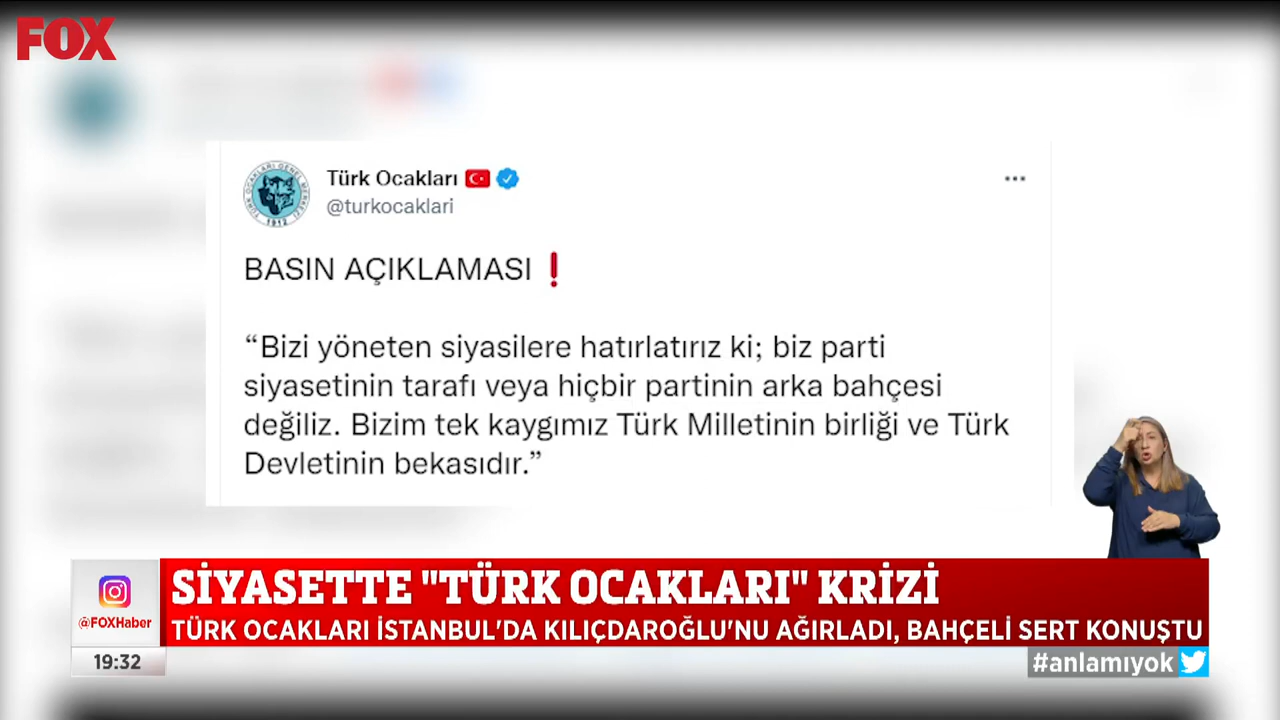 FOX
Türk Ocakları
@turkocaklari
BASIN AÇIKLAMASI❗
“Bizi yöneten siyasilere hatırlatırız ki; biz parti
siyasetinin tarafı veya hiçbir partinin arka bahçesi
değiliz. Bizim tek kaygımız Türk Milletinin birliği ve Türk
Devletinin bekasıdır.”
SİYASETTE "TÜRK OCAKLARI" KRİZİ
@FOXHaber
TÜRK OCAKLARI İSTANBUL'DA KILIÇDAROĞLU'NU AĞIRLADI, BAHÇELİ SERT KONUŞTU
19:32
#anlamıyok